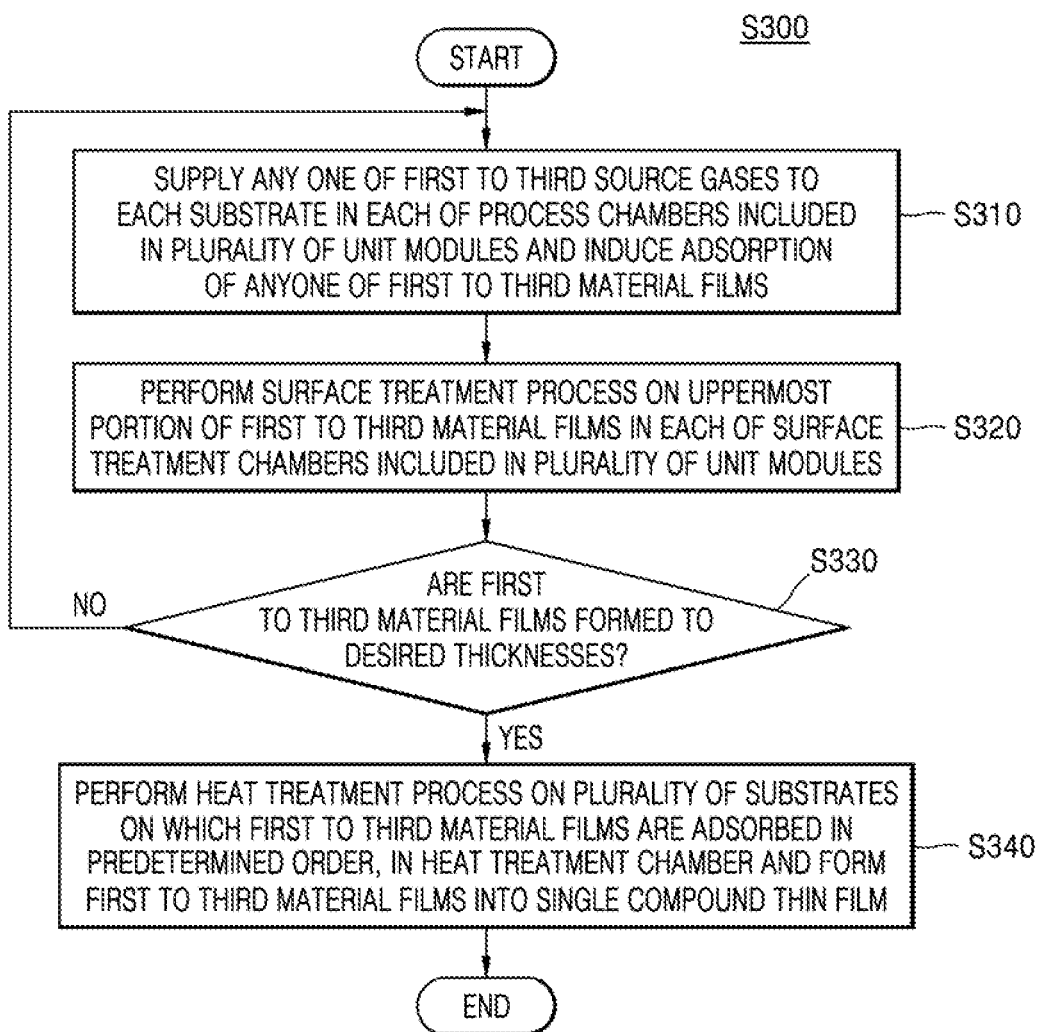 S300
START
SUPPLY ANY ONE OF FIRST TO THIRD SOURCE GASES TO
EACH SUBSTRATE IN EACH OF PROCESS CHAMBERS INCLUDED
IN PLURALITY OF UNIT MODULES AND INDUCE ADSORPTION
OF ANYONE OF FIRST TO THIRD MATERIAL FILMS
S310
PERFORM SURFACE TREATMENT PROCESS ON UPPERMOST
PORTION OF FIRST TO THIRD MATERIAL FILMS IN EACH OF SURFACE
TREATMENT CHAMBERS INCLUDED IN PLURALITY OF UNIT MODULES
S320
ARE FIRST
TO THIRD MATERIAL FILMS FORMED TO
DESIRED THICKNESSES?
S330
NO
YES
PERFORM HEAT TREATMENT PROCESS ON PLURALITY OF SUBSTRATES
ON WHICH FIRST TO THIRD MATERIAL FILMS ARE ADSORBED IN
PREDETERMINED ORDER, IN HEAT TREATMENT CHAMBER AND FORM
FIRST TO THIRD MATERIAL FILMS INTO SINGLE COMPOUND THIN FILM
S340
END